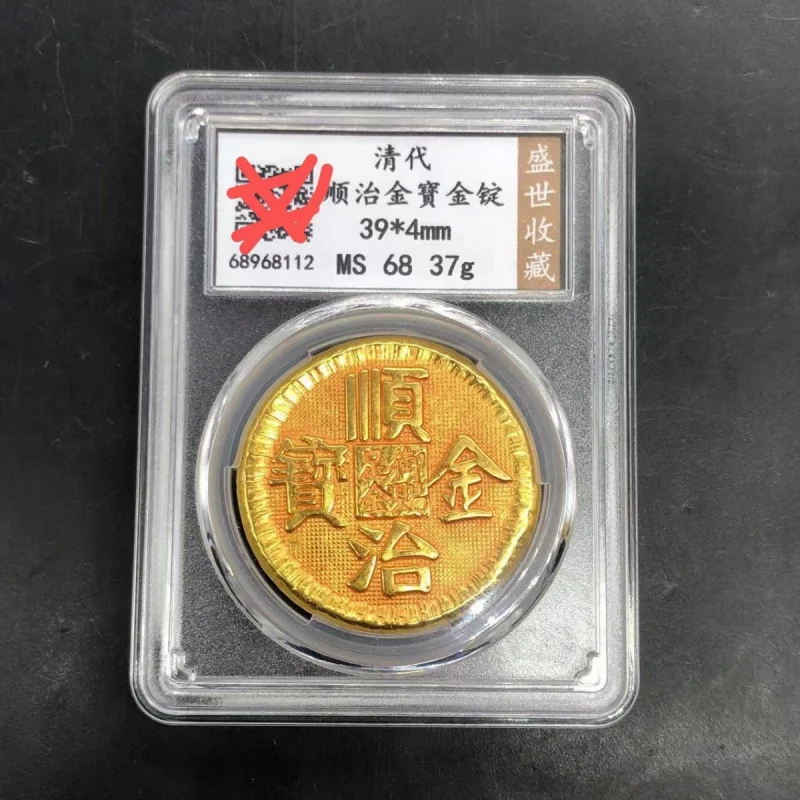 清代
顺治金寶金锭
39*4mm
68968112 MS 68 37g
盛世收藏
順
寶 金
治